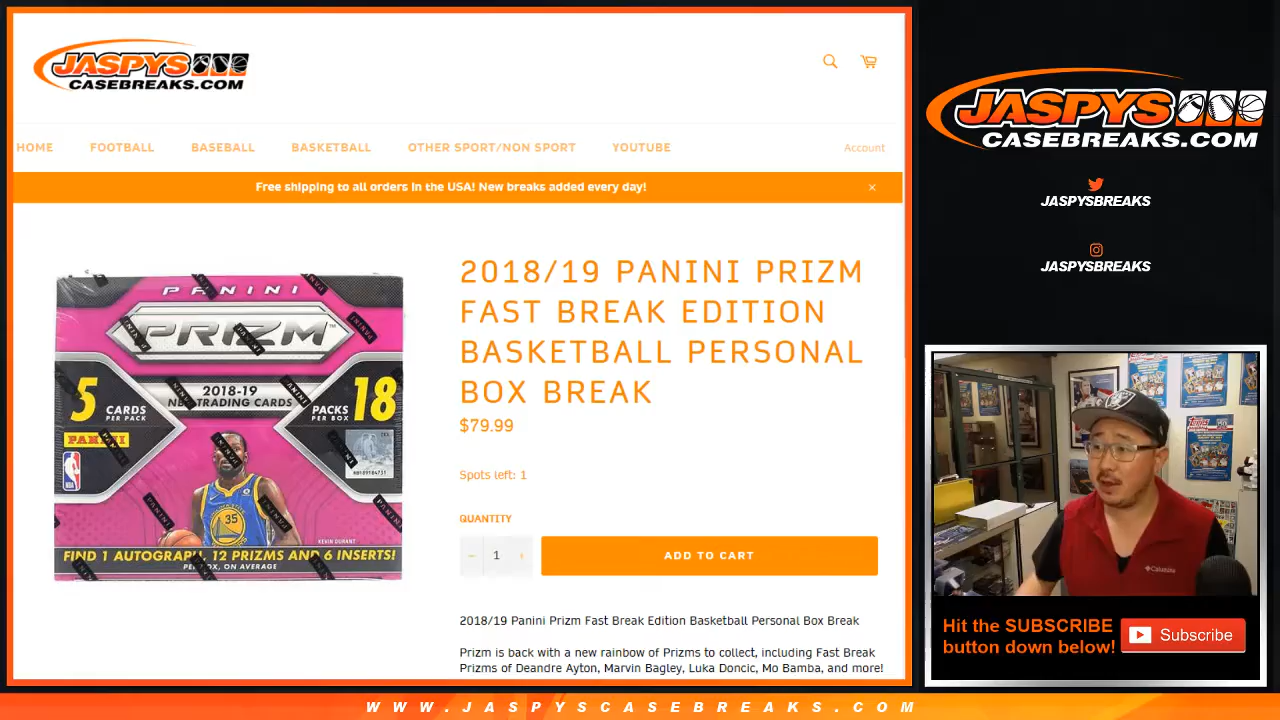 JASPYS
CASEBREAKS.COM
HOME FOOTBALL BASEBALL BASKETBALL OTHER SPORT/NON SPORT YOUTUBE Account
Free shipping to all orders in the USA! New breaks added every day! ×
PANINI
PRIZM
2018-19
NBA TRADING CARDS
5 CARDS
PER PACK
PACKS 18
PER BOX
PANINI
NBA
35
KEVIN DURANT
FIND 1 AUTOGRAPH, 12 PRIZMS AND 6 INSERTS!
PER BOX, ON AVERAGE
2018/19 PANINI PRIZM
FAST BREAK EDITION
BASKETBALL PERSONAL
BOX BREAK
$79.99
Spots left: 1
QUANTITY
− 1 +
ADD TO CART
2018/19 Panini Prizm Fast Break Edition Basketball Personal Box Break
Prizm is back with a new rainbow of Prizms to collect, including Fast Break
Prizms of Deandre Ayton, Marvin Bagley, Luka Doncic, Mo Bamba, and more!
JASPYS
CASEBREAKS.COM
JASPYSBREAKS
JASPYSBREAKS
Topps
Columbia
Hit the SUBSCRIBE
button down below!
Subscribe
WWW.JASPYSCASEBREAKS.COM